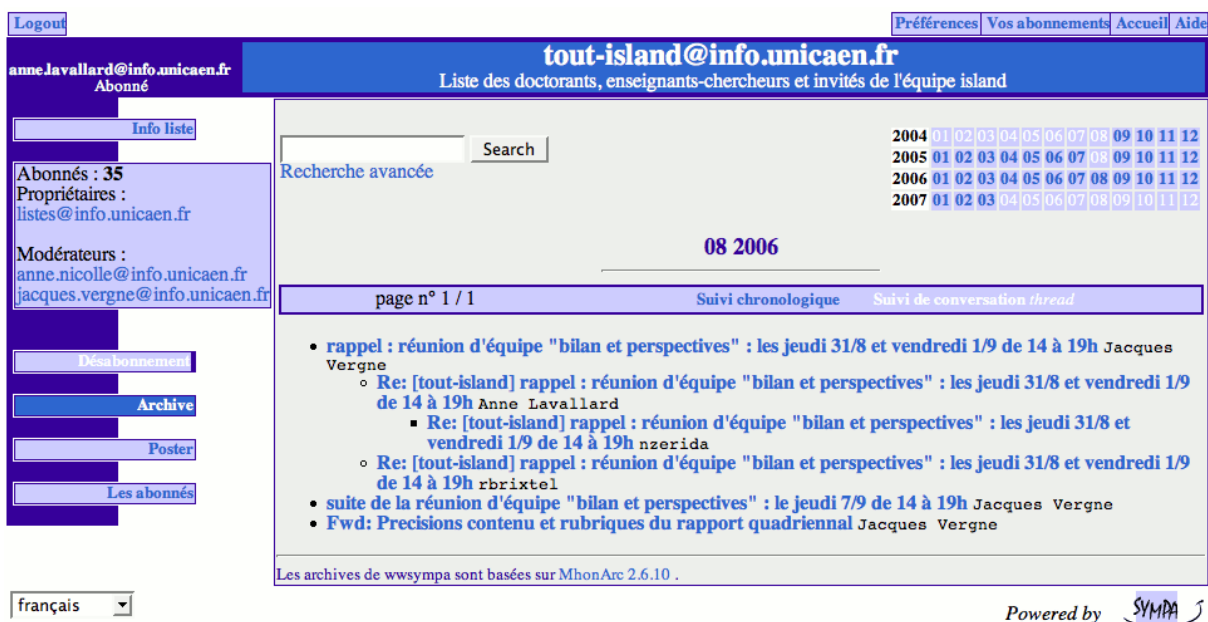 Logout
Préférences Vos abonnements Accueil Aide
anne.lavallard@info.unicaen.fr
Abonné
tout-island@info.unicaen.fr
Liste des doctorants, enseignants-chercheurs et invités de l'équipe island
Info liste
Abonnés : 35
Propriétaires :
listes@info.unicaen.fr
Modérateurs :
anne.nicolle@info.unicaen.fr
jacques.vergne@info.unicaen.fr
Désabonnement
Archive
Poster
Les abonnés
Search
Recherche avancée
2004 01 02 03 04 05 06 07 08 09 10 11 12
2005 01 02 03 04 05 06 07 08 09 10 11 12
2006 01 02 03 04 05 06 07 08 09 10 11 12
2007 01 02 03 04 05 06 07 08 09 10 11 12
08 2006
page n° 1 / 1 Suivi chronologique Suivi de conversation thread
rappel : réunion d'équipe "bilan et perspectives" : les jeudi 31/8 et vendredi 1/9 de 14 à 19h Jacques
Vergne
Re: [tout-island] rappel : réunion d'équipe "bilan et perspectives" : les jeudi 31/8 et vendredi 1/9
de 14 à 19h Anne Lavallard
Re: [tout-island] rappel : réunion d'équipe "bilan et perspectives" : les jeudi 31/8 et
vendredi 1/9 de 14 à 19h nzerida
Re: [tout-island] rappel : réunion d'équipe "bilan et perspectives" : les jeudi 31/8 et vendredi 1/9
de 14 à 19h rbrixtel
suite de la réunion d'équipe "bilan et perspectives" : le jeudi 7/9 de 14 à 19h Jacques Vergne
Fwd: Precisions contenu et rubriques du rapport quadriennal Jacques Vergne
Les archives de wwsympa sont basées sur MhonArc 2.6.10 .
français
Powered by SYMPA